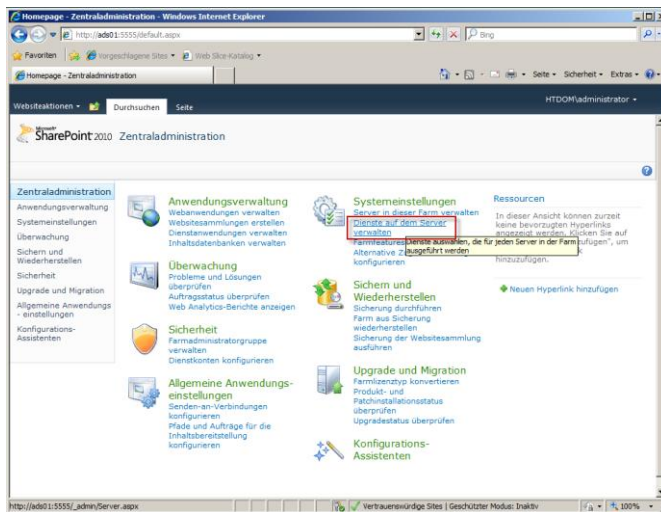 Homepage - Zentraladministration - Windows Internet Explorer
http://ads01:5555/default.aspx
Bing
Favoriten
Vorgeschlagene Sites
Web Slice-Katalog
Homepage - Zentraladministration
Seite
Sicherheit
Extras
Websiteaktionen
Durchsuchen
Seite
HTDOM\administrator
Microsoft
SharePoint 2010
Zentraladministration
Zentraladministration
Anwendungsverwaltung
Systemeinstellungen
Überwachung
Sichern und
Wiederherstellen
Sicherheit
Upgrade und Migration
Allgemeine Anwendungs
- einstellungen
Konfigurations-
Assistenten
Anwendungsverwaltung
Webanwendungen verwalten
Websitesammlungen erstellen
Dienstanwendungen verwalten
Inhaltsdatenbanken verwalten
Überwachung
Probleme und Lösungen
überprüfen
Auftragsstatus überprüfen
Web Analytics-Berichte anzeigen
Sicherheit
Farmadministratorgruppe
verwalten
Dienstkonten konfigurieren
Allgemeine Anwendungs-
einstellungen
Senden-an-Verbindungen
konfigurieren
Pfade und Aufträge für die
Inhaltsbereitstellung
konfigurieren
Systemeinstellungen
Server in dieser Farm verwalten
Dienste auf dem Server
verwalten
Farmfeatures
Dienste auswählen, die für jeden Server in der Farm
ausgeführt werden
Alternative Z
konfigurieren
Sichern und
Wiederherstellen
Sicherung durchführen
Farm aus Sicherung
wiederherstellen
Sicherung der Websitesammlung
ausführen
Upgrade und Migration
Farmlizenztyp konvertieren
Produkt- und
Patchinstallationsstatus
überprüfen
Upgradestatus überprüfen
Konfigurations-
Assistenten
Ressourcen
In dieser Ansicht können zurzeit
keine bevorzugten Hyperlinks
angezeigt werden. Klicken Sie auf
zufügen", um
hinzuzufügen.
Neuen Hyperlink hinzufügen
http://ads01:5555/_admin/Server.aspx
Vertrauenswürdige Sites | Geschützter Modus: Inaktiv
100%